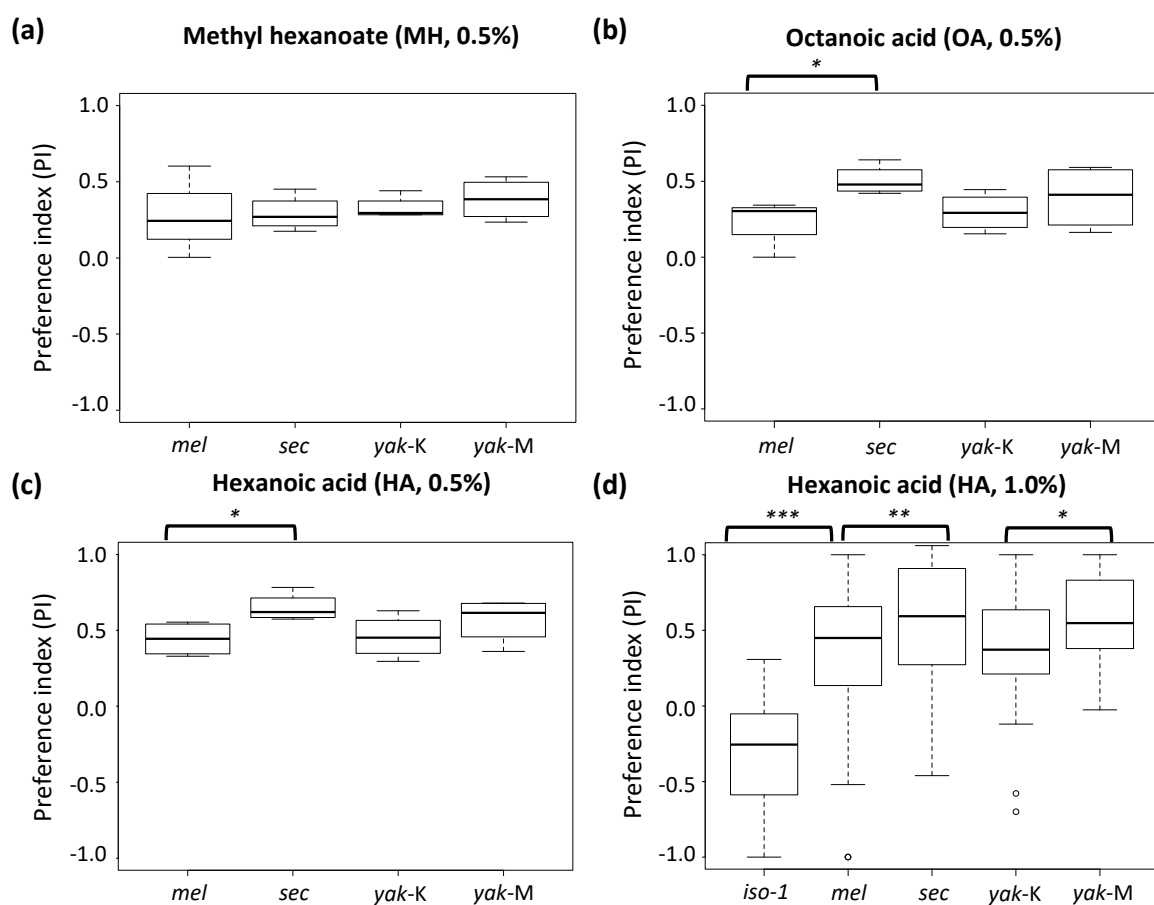 (a)
Methyl hexanoate (MH, 0.5%)
Preference index (PI)
1.0
0.5
0.0
-0.5
-1.0
mel sec yak-K yak-M
(b)
Octanoic acid (OA, 0.5%)
*
Preference index (PI)
1.0
0.5
0.0
-0.5
-1.0
mel sec yak-K yak-M
(c)
Hexanoic acid (HA, 0.5%)
*
Preference index (PI)
1.0
0.5
0.0
-0.5
-1.0
mel sec yak-K yak-M
(d)
Hexanoic acid (HA, 1.0%)
*** ** *
Preference index (PI)
1.0
0.5
0.0
-0.5
-1.0
iso-1 mel sec yak-K yak-M